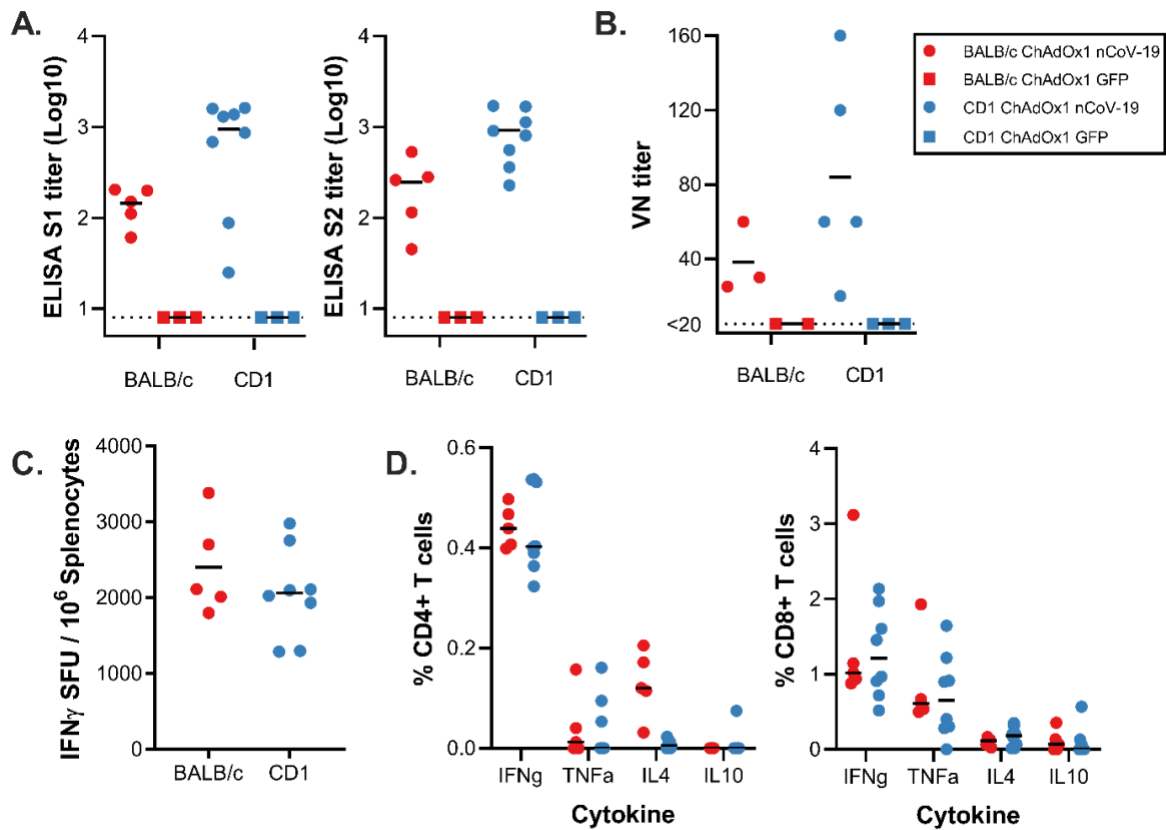 A.
ELISA S1 titer (Log10)
4
3
2
1
BALB/c CD1
ELISA S2 titer (Log10)
4
3
2
1
BALB/c CD1
B.
VN titer
160
120
80
40
<20
BALB/c CD1
BALB/c ChAdOx1 nCoV-19
BALB/c ChAdOx1 GFP
CD1 ChAdOx1 nCoV-19
CD1 ChAdOx1 GFP
C.
IFNγ SFU / 10⁶ Splenocytes
4000
3000
2000
1000
0
BALB/c CD1
D.
% CD4+ T cells
0.6
0.4
0.2
0.0
IFNg TNFa IL4 IL10
Cytokine
% CD8+ T cells
4
3
2
1
0
IFNg TNFa IL4 IL10
Cytokine